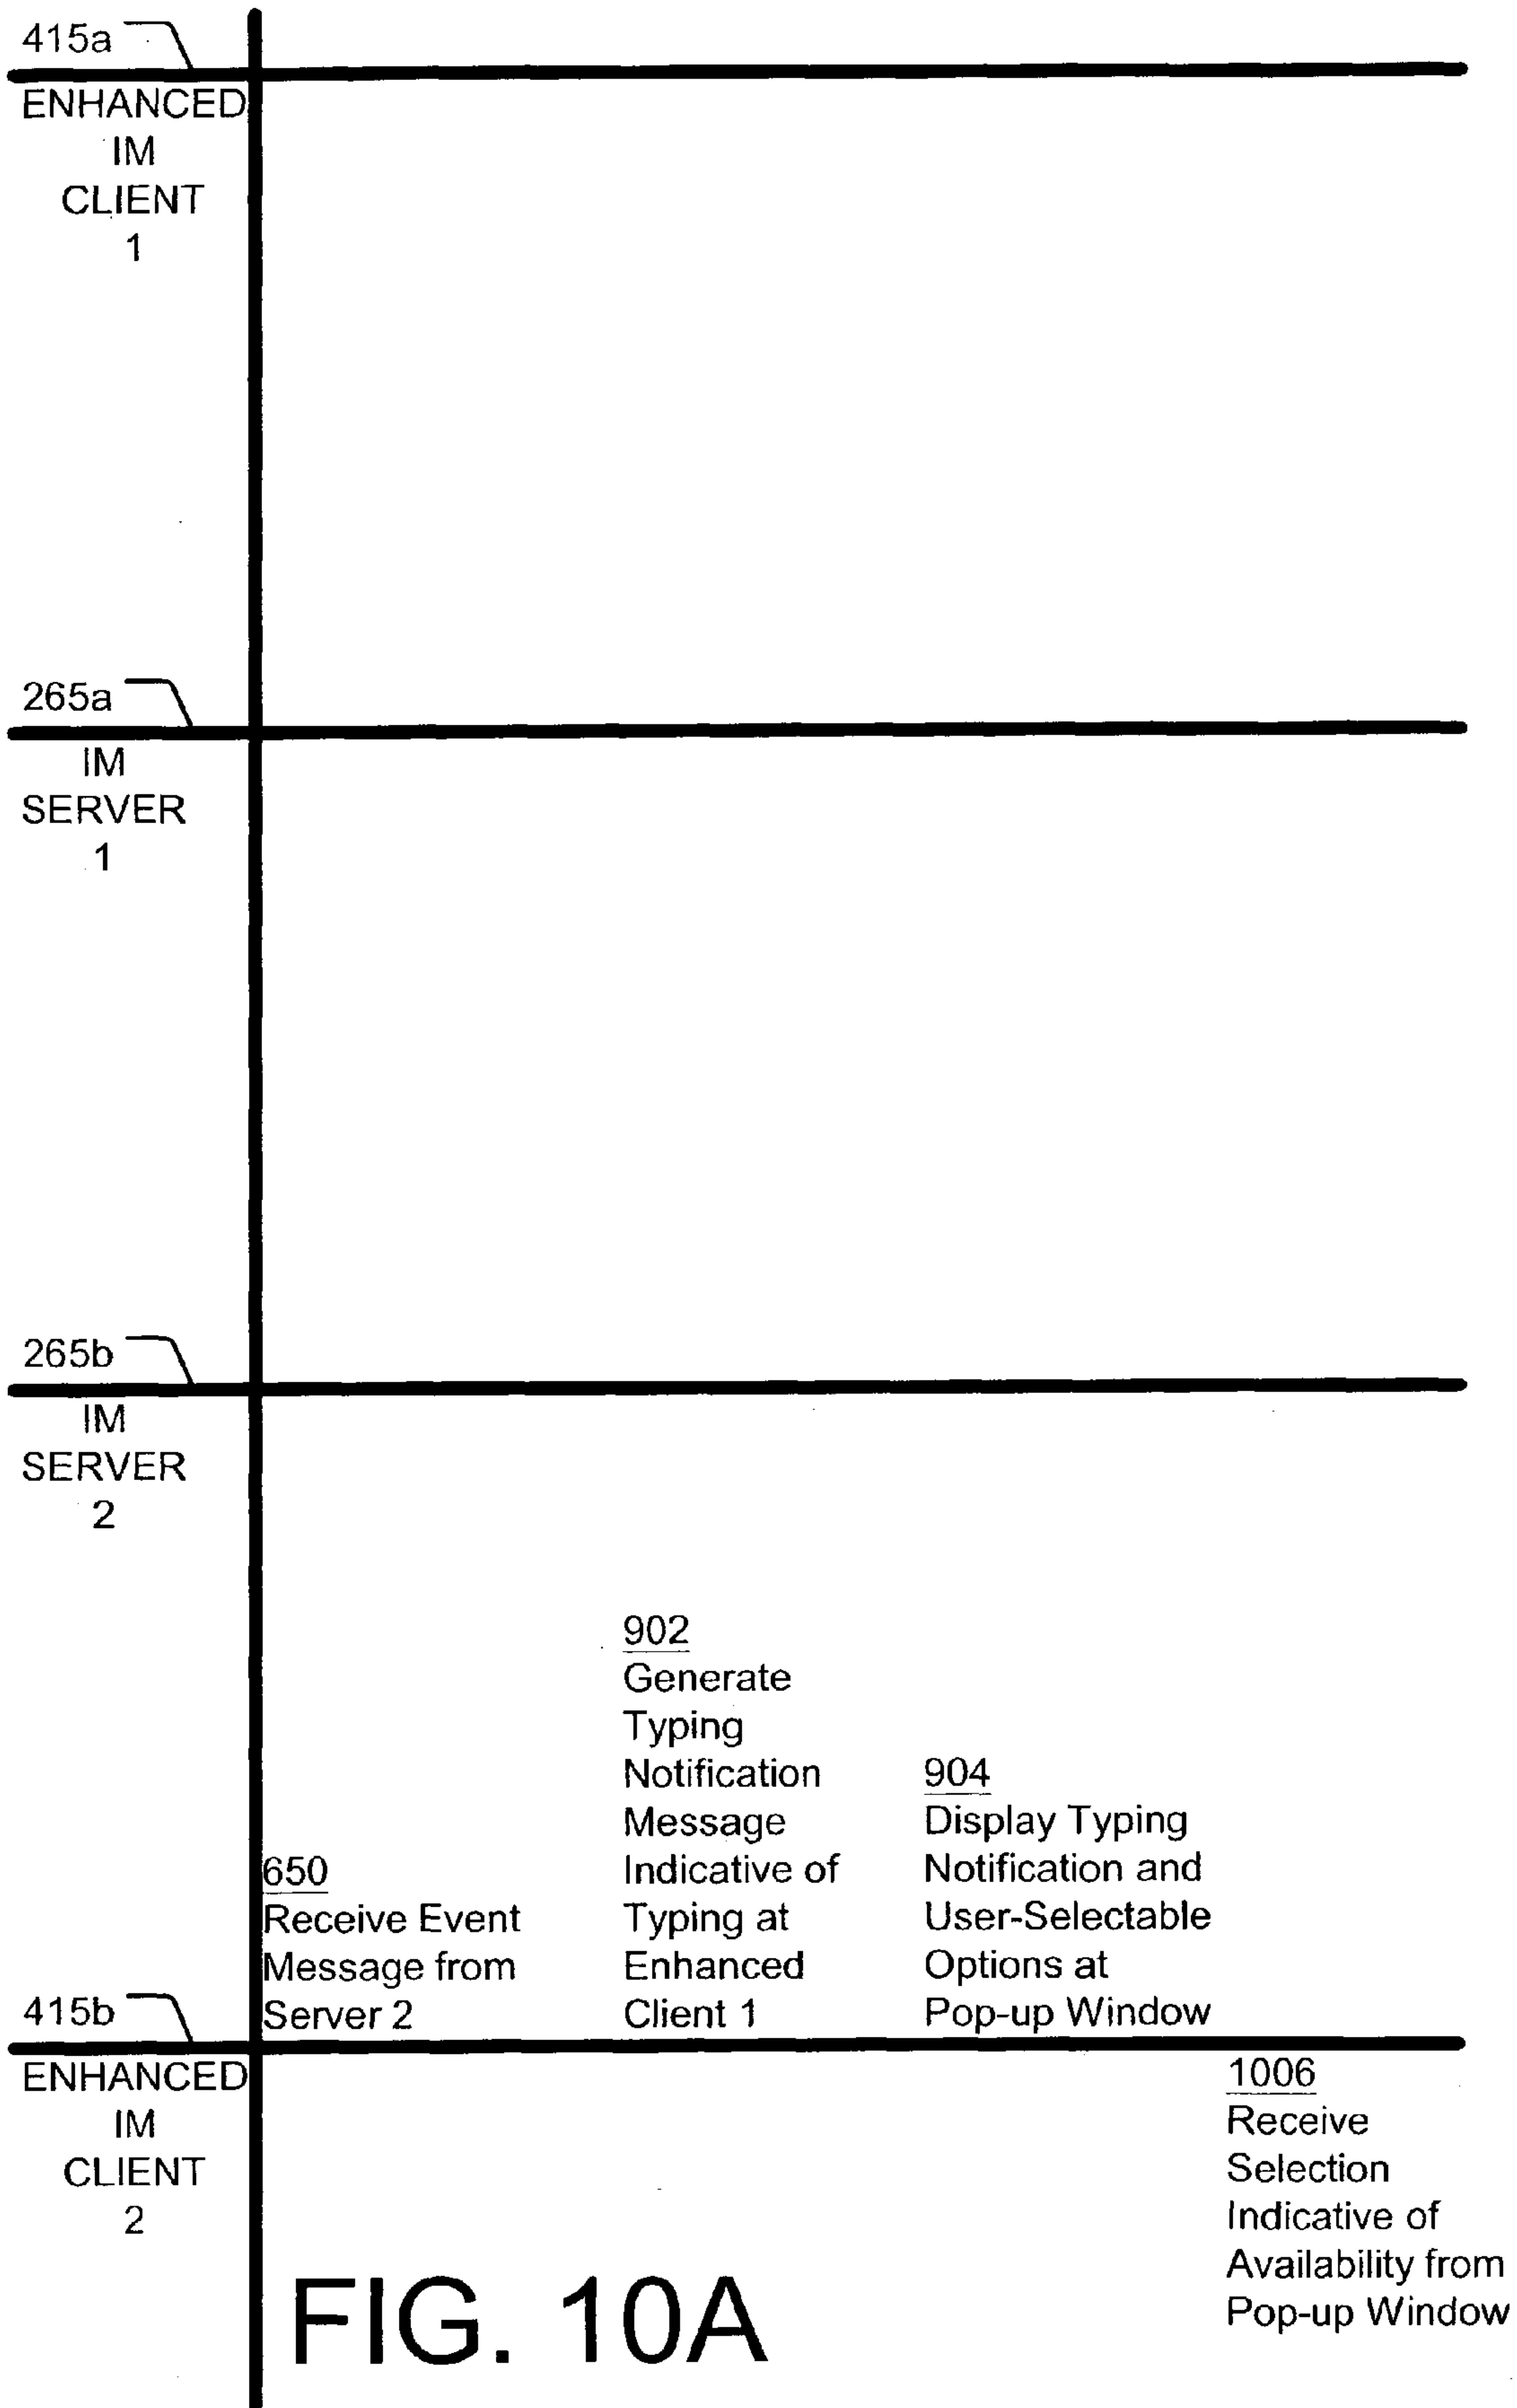 415a
ENHANCED
IM
CLIENT
1
265a
IM
SERVER
1
265b
IM
SERVER
2
902
Generate
Typing
Notification
Message
Indicative of
Typing at
Enhanced
Client 1
904
Display Typing
Notification and
User-Selectable
Options at
Pop-up Window
650
Receive Event
Message from
Server 2
415b
ENHANCED
IM
CLIENT
2
1006
Receive
Selection
Indicative of
Availability from
Pop-up Window
FIG. 10A